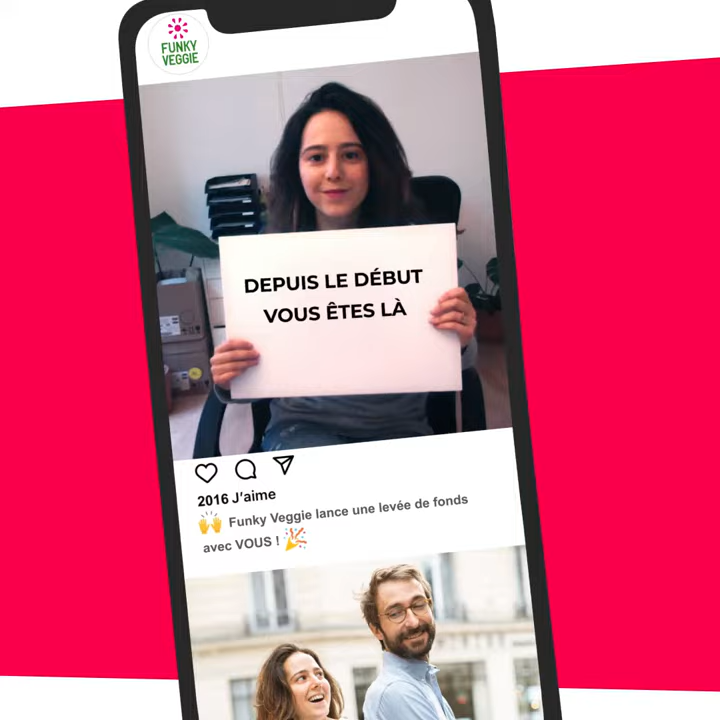 FUNKY
VEGGIE
DEPUIS LE DÉBUT
VOUS ÊTES LÀ
2016 J'aime
🙌 Funky Veggie lance une levée de fonds
avec VOUS ! 🎉